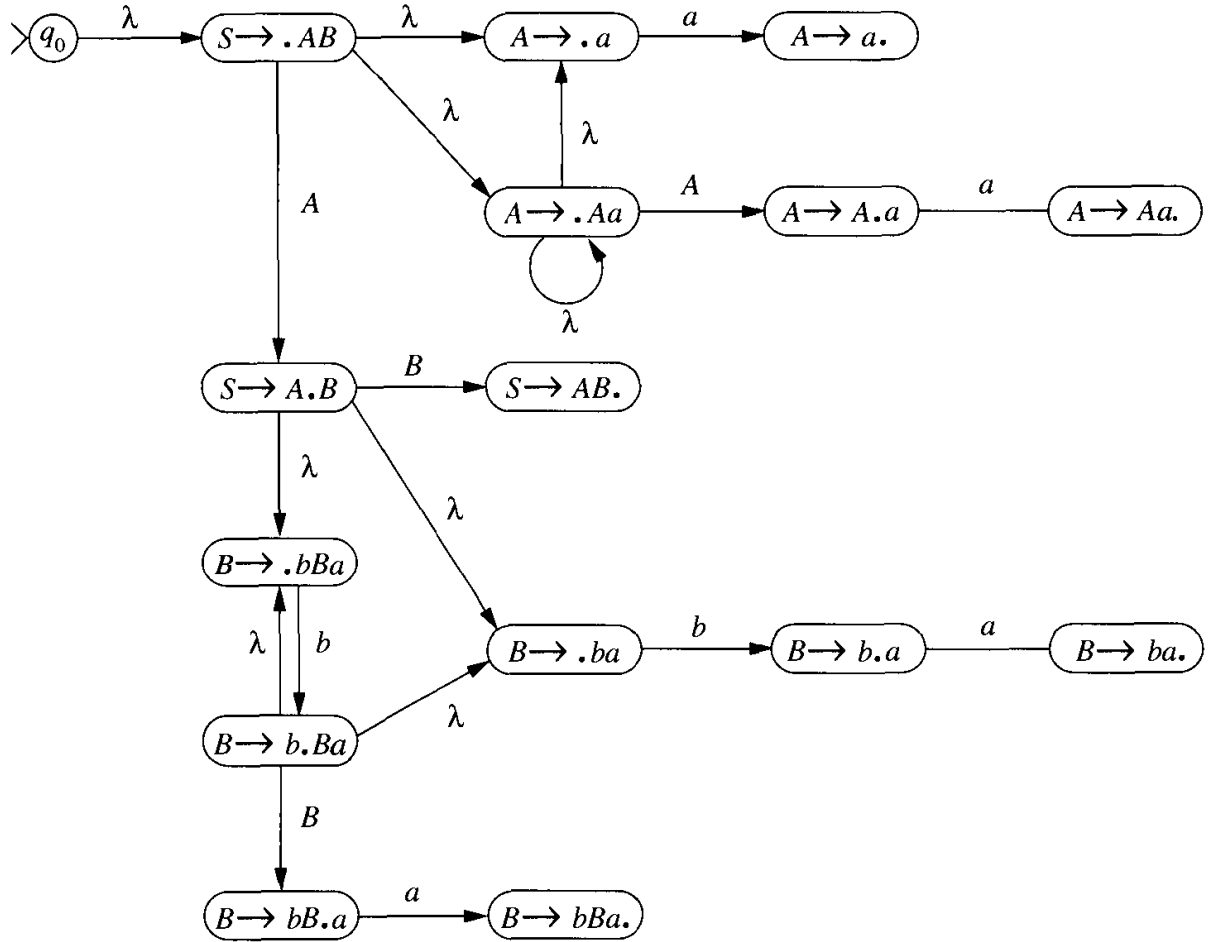 λ λ a
q₀ S → .AB A → .a A → a.
λ λ
A A a
A → .Aa A → A.a A → Aa.
λ
B
S → A.B S → AB.
λ λ
B → .bBa
λ b b a
B → .ba B → b.a B → ba.
λ
B → b.Ba
B
a
B → bB.a B → bBa.